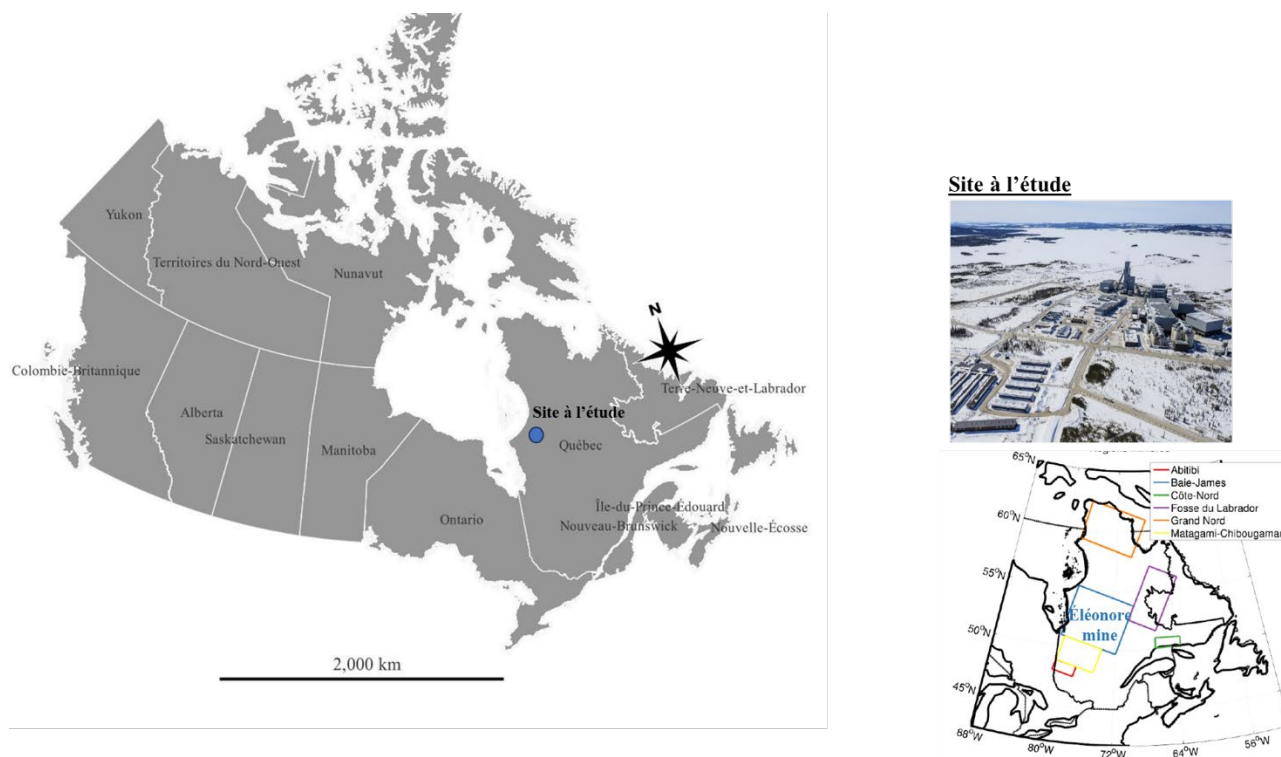 Yukon
Territoires du Nord-Ouest
Nunavut
N
Colombie-Britannique
Terre-Neuve-et-Labrador
Site à l'étude
Alberta
Saskatchewan
Québec
Manitoba
Île-du-Prince-Édouard
Ontario
Nouveau-Brunswick
Nouvelle-Écosse
2,000 km
Site à l'étude
65°N
60°N
55°N
50°N
45°N
88°W
80°W
72°W
64°W
56°W
Abitibi
Baie-James
Côte-Nord
Fosse du Labrador
Grand Nord
Matagami-Chibougamau
Éléonore
mine